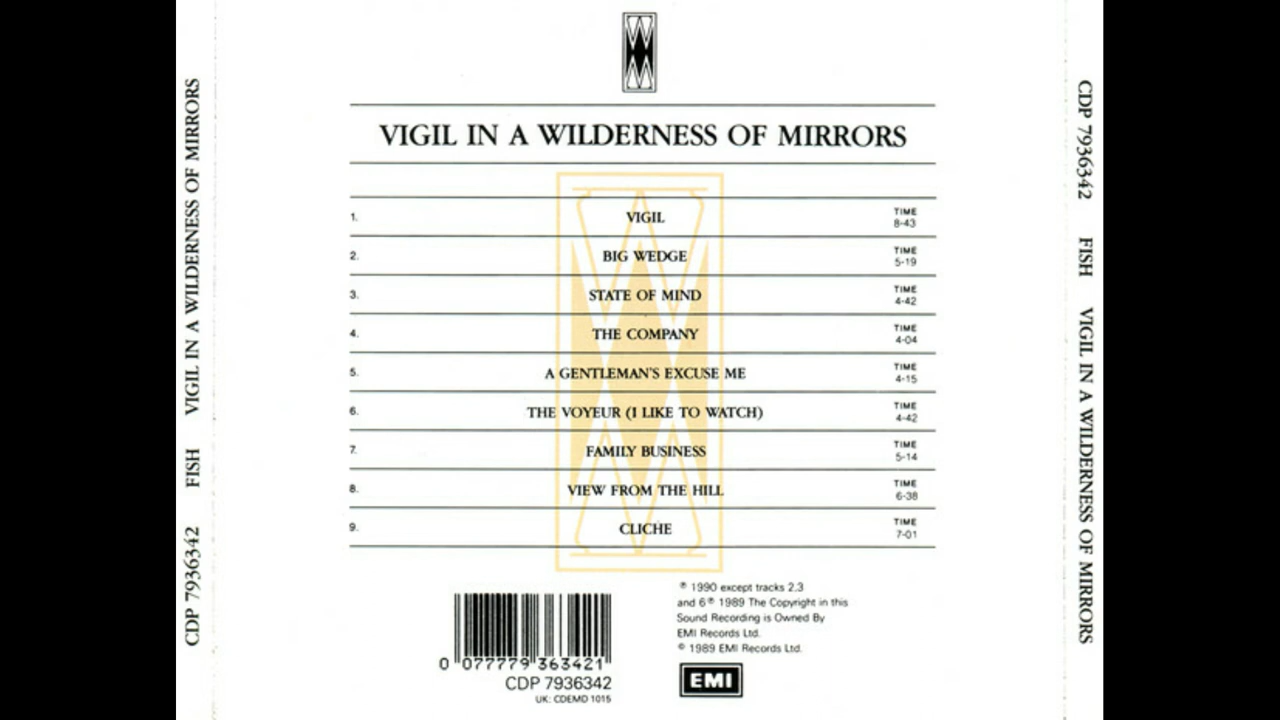 VIGIL IN A WILDERNESS OF MIRRORS
1. VIGIL TIME 8-43
2. BIG WEDGE TIME 5-19
3. STATE OF MIND TIME 4-42
4. THE COMPANY TIME 4-04
5. A GENTLEMAN'S EXCUSE ME TIME 4-15
6. THE VOYEUR (I LIKE TO WATCH) TIME 4-42
7. FAMILY BUSINESS TIME 5-14
8. VIEW FROM THE HILL TIME 6-38
9. CLICHE TIME 7-01
℗ 1990 except tracks 2,3
and 6 ℗ 1989 The Copyright in this
Sound Recording is Owned By
EMI Records Ltd.
© 1989 EMI Records Ltd.
EMI
0 077779 363421
CDP 7936342
UK: CDEMD 1015
CDP 7936342 FISH VIGIL IN A WILDERNESS OF MIRRORS
CDP 7936342 FISH VIGIL IN A WILDERNESS OF MIRRORS